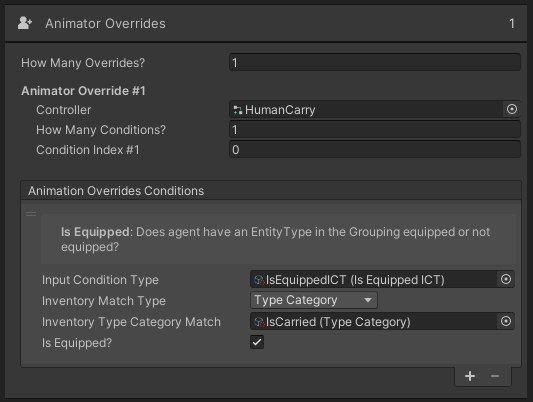 Animator Overrides 1
How Many Overrides? 1
Animator Override #1
Controller HumanCarry
How Many Conditions? 1
Condition Index #1 0
Animation Overrides Conditions
Is Equipped: Does agent have an EntityType in the Grouping equipped or not
equipped?
Input Condition Type IsEquippedICT (Is Equipped ICT)
Inventory Match Type Type Category
Inventory Type Category Match IsCarried (Type Category)
Is Equipped?